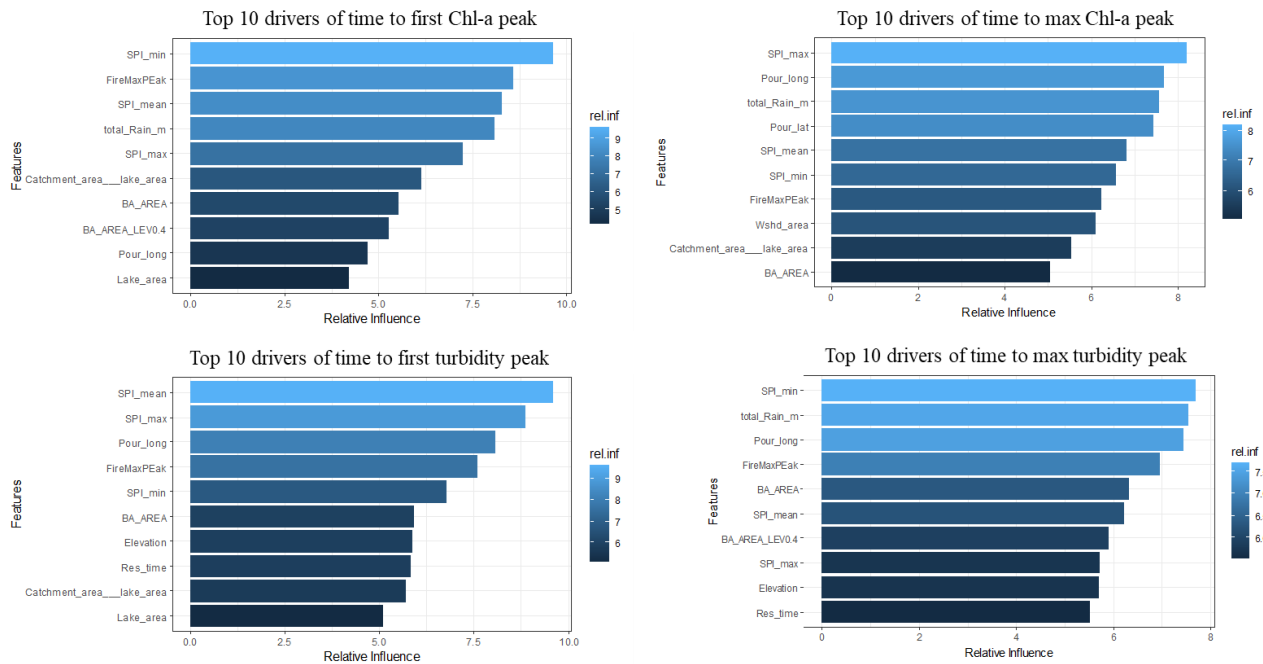 Top 10 drivers of time to first Chl-a peak
Features
SPI_min
FireMaxPEak
SPI_mean
total_Rain_m
SPI_max
Catchment_area___lake_area
BA_AREA
BA_AREA_LEV0.4
Pour_long
Lake_area
0.0 2.5 5.0 7.5 10.0
Relative Influence
rel.inf
9
8
7
6
5
Top 10 drivers of time to max Chl-a peak
Features
SPI_max
Pour_long
total_Rain_m
Pour_lat
SPI_mean
SPI_min
FireMaxPEak
Wshd_area
Catchment_area___lake_area
BA_AREA
0 2 4 6 8
Relative Influence
rel.inf
8
7
6
Top 10 drivers of time to first turbidity peak
Features
SPI_mean
SPI_max
Pour_long
FireMaxPEak
SPI_min
BA_AREA
Elevation
Res_time
Catchment_area___lake_area
Lake_area
0.0 2.5 5.0 7.5 10.0
Relative Influence
rel.inf
9
8
7
6
Top 10 drivers of time to max turbidity peak
Features
SPI_min
total_Rain_m
Pour_long
FireMaxPEak
BA_AREA
SPI_mean
BA_AREA_LEV0.4
SPI_max
Elevation
Res_time
0 2 4 6 8
Relative Influence
rel.inf
7.
7.0
6.
6.